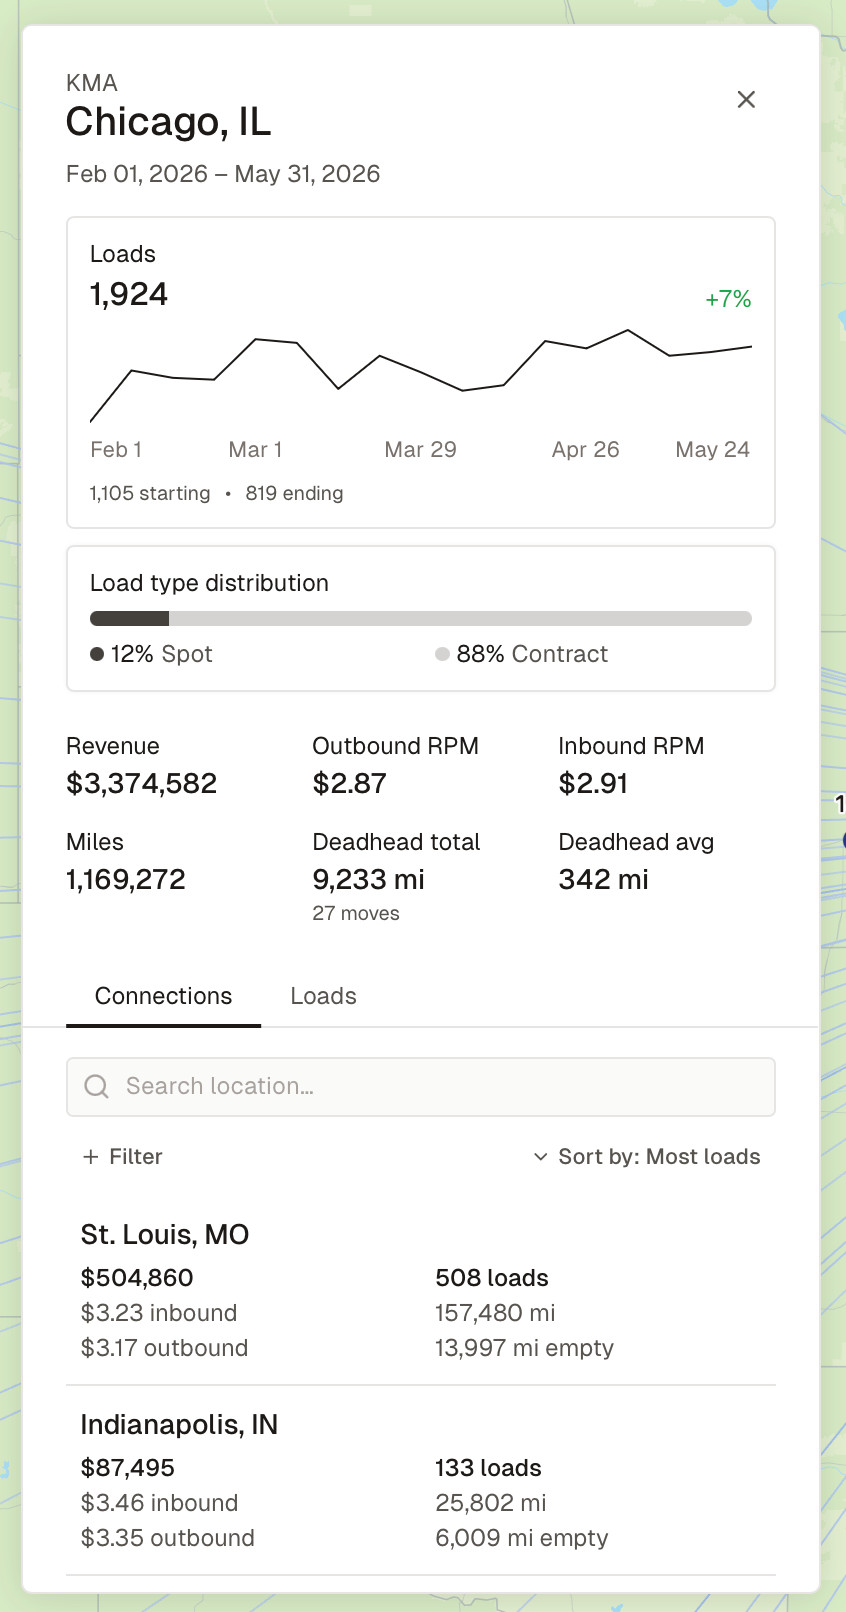 KMA
Chicago, IL
Feb 01, 2026 – May 31, 2026
Loads
1,924
+7%
Feb 1 Mar 1 Mar 29 Apr 26 May 24
1,105 starting • 819 ending
Load type distribution
12% Spot 88% Contract
Revenue Outbound RPM Inbound RPM
$3,374,582 $2.87 $2.91
Miles Deadhead total Deadhead avg
1,169,272 9,233 mi 342 mi
27 moves
Connections Loads
Search location...
+ Filter Sort by: Most loads
St. Louis, MO
$504,860 508 loads
$3.23 inbound 157,480 mi
$3.17 outbound 13,997 mi empty
Indianapolis, IN
$87,495 133 loads
$3.46 inbound 25,802 mi
$3.35 outbound 6,009 mi empty